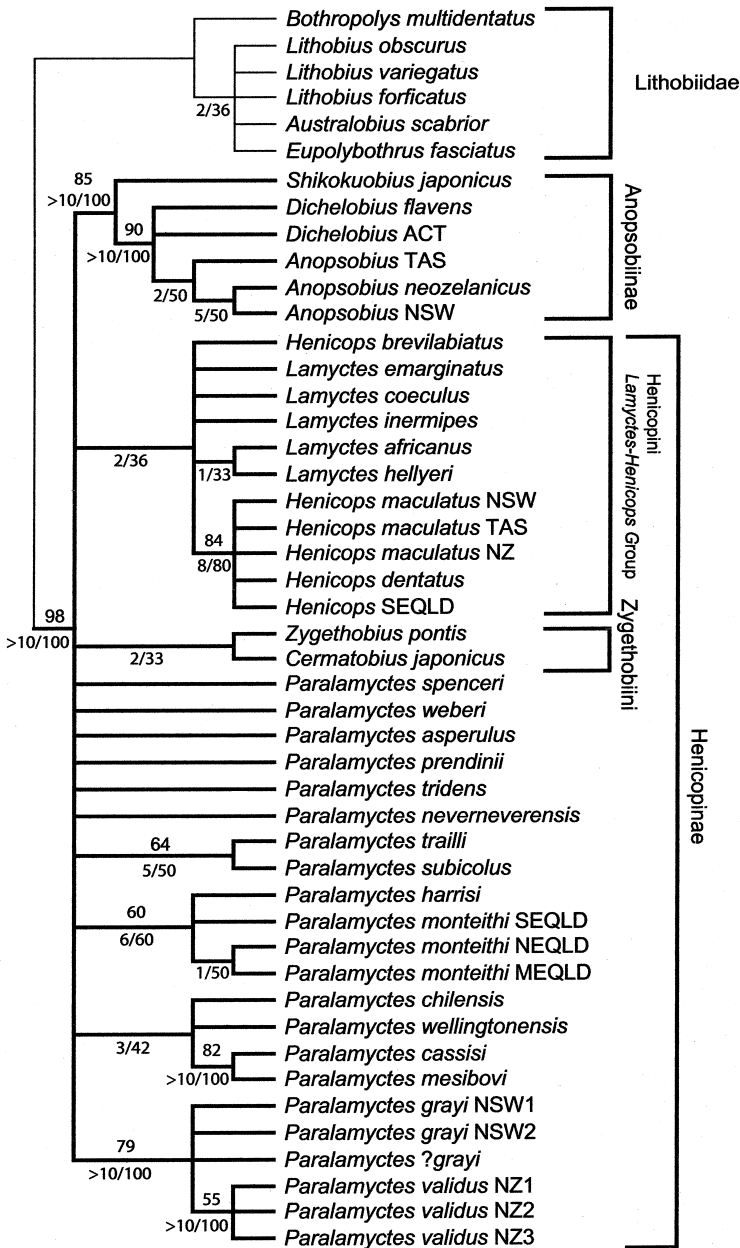 Bothropolys multidentatus
Lithobius obscurus
Lithobius variegatus
Lithobius forficatus
Australobius scabrior
Eupolybothrus fasciatus
2/36
Lithobiidae
Shikokuobius japonicus
Dichelobius flavens
Dichelobius ACT
Anopsobius TAS
Anopsobius neozelanicus
Anopsobius NSW
85
>10/100
90
>10/100
2/50
5/50
Anopsobiinae
Henicops brevilabiatus
Lamyctes emarginatus
Lamyctes coeculus
Lamyctes inermipes
Lamyctes africanus
Lamyctes hellyeri
Henicops maculatus NSW
Henicops maculatus TAS
Henicops maculatus NZ
Henicops dentatus
Henicops SEQLD
2/36
1/33
84
8/80
Henicopini
Lamyctes-Henicops Group
98
>10/100
Zygethobius pontis
Cermatobius japonicus
2/33
Zygethobiini
Paralamyctes spenceri
Paralamyctes weberi
Paralamyctes asperulus
Paralamyctes prendinii
Paralamyctes tridens
Paralamyctes neverneverensis
Paralamyctes trailli
Paralamyctes subicolus
64
5/50
Paralamyctes harrisi
Paralamyctes monteithi SEQLD
Paralamyctes monteithi NEQLD
Paralamyctes monteithi MEQLD
60
6/60
1/50
Paralamyctes chilensis
Paralamyctes wellingtonensis
Paralamyctes cassisi
Paralamyctes mesibovi
3/42
82
>10/100
Paralamyctes grayi NSW1
Paralamyctes grayi NSW2
Paralamyctes ?grayi
Paralamyctes validus NZ1
Paralamyctes validus NZ2
Paralamyctes validus NZ3
79
>10/100
55
>10/100
Henicopinae